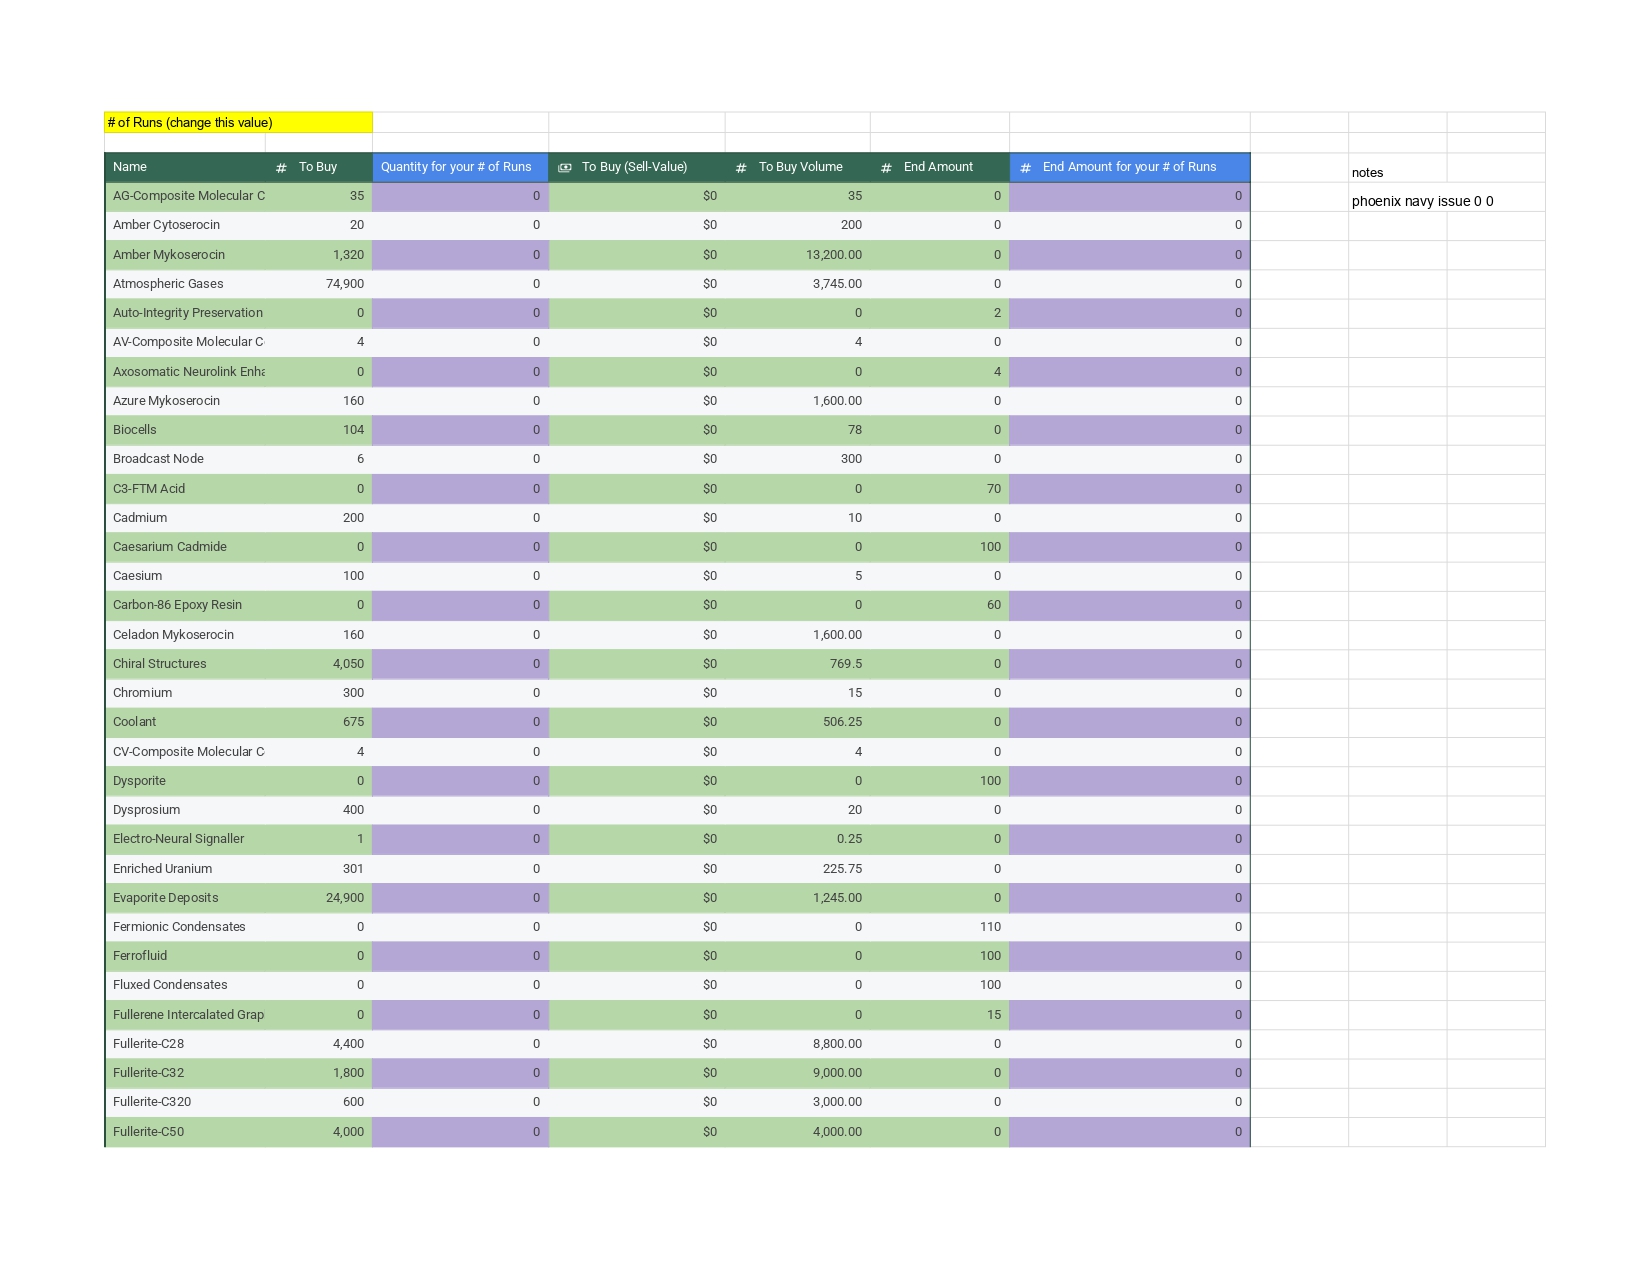 # of Runs (change this value)
Name # To Buy Quantity for your # of Runs To Buy (Sell-Value) # To Buy Volume # End Amount # End Amount for your # of Runs notes
AG-Composite Molecular C 35 0 $0 35 0 0 phoenix navy issue 0 0
Amber Cytoserocin 20 0 $0 200 0 0
Amber Mykoserocin 1,320 0 $0 13,200.00 0 0
Atmospheric Gases 74,900 0 $0 3,745.00 0 0
Auto-Integrity Preservation 0 0 $0 0 2 0
AV-Composite Molecular C 4 0 $0 4 0 0
Axosomatic Neurolink Enha 0 0 $0 0 4 0
Azure Mykoserocin 160 0 $0 1,600.00 0 0
Biocells 104 0 $0 78 0 0
Broadcast Node 6 0 $0 300 0 0
C3-FTM Acid 0 0 $0 0 70 0
Cadmium 200 0 $0 10 0 0
Caesarium Cadmide 0 0 $0 0 100 0
Caesium 100 0 $0 5 0 0
Carbon-86 Epoxy Resin 0 0 $0 0 60 0
Celadon Mykoserocin 160 0 $0 1,600.00 0 0
Chiral Structures 4,050 0 $0 769.5 0 0
Chromium 300 0 $0 15 0 0
Coolant 675 0 $0 506.25 0 0
CV-Composite Molecular C 4 0 $0 4 0 0
Dysporite 0 0 $0 0 100 0
Dysprosium 400 0 $0 20 0 0
Electro-Neural Signaller 1 0 $0 0.25 0 0
Enriched Uranium 301 0 $0 225.75 0 0
Evaporite Deposits 24,900 0 $0 1,245.00 0 0
Fermionic Condensates 0 0 $0 0 110 0
Ferrofluid 0 0 $0 0 100 0
Fluxed Condensates 0 0 $0 0 100 0
Fullerene Intercalated Grap 0 0 $0 0 15 0
Fullerite-C28 4,400 0 $0 8,800.00 0 0
Fullerite-C32 1,800 0 $0 9,000.00 0 0
Fullerite-C320 600 0 $0 3,000.00 0 0
Fullerite-C50 4,000 0 $0 4,000.00 0 0